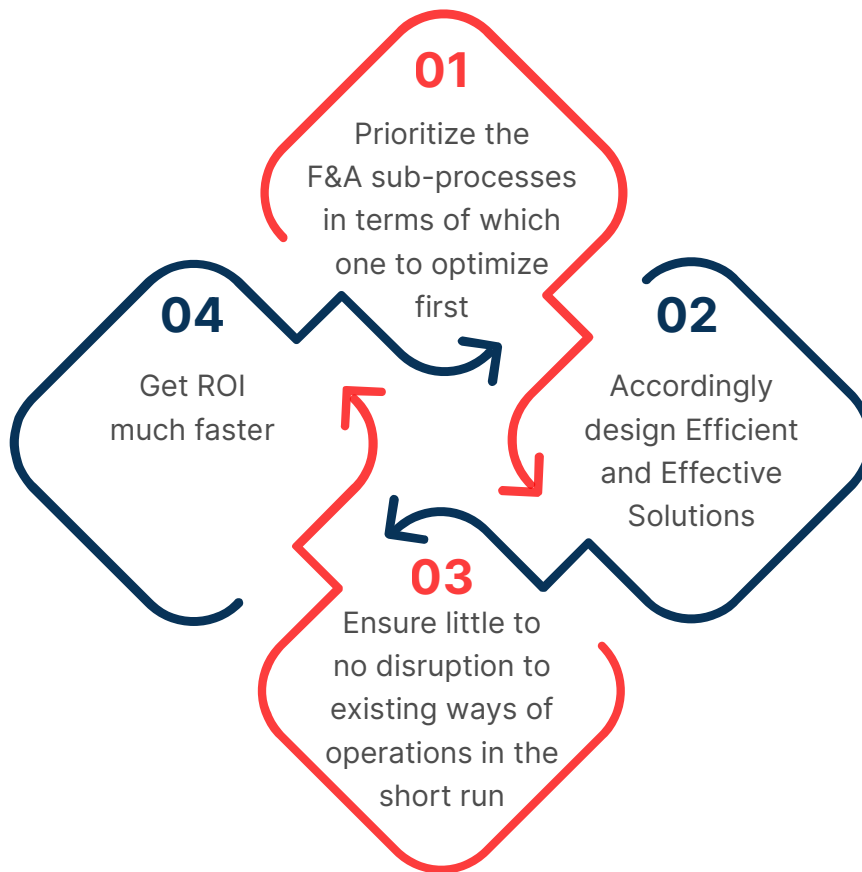 01
Prioritize the
F&A sub-processes
in terms of which
one to optimize
first
02
Accordingly
design Efficient
and Effective
Solutions
03
Ensure little to
no disruption to
existing ways of
operations in the
short run
04
Get ROI
much faster